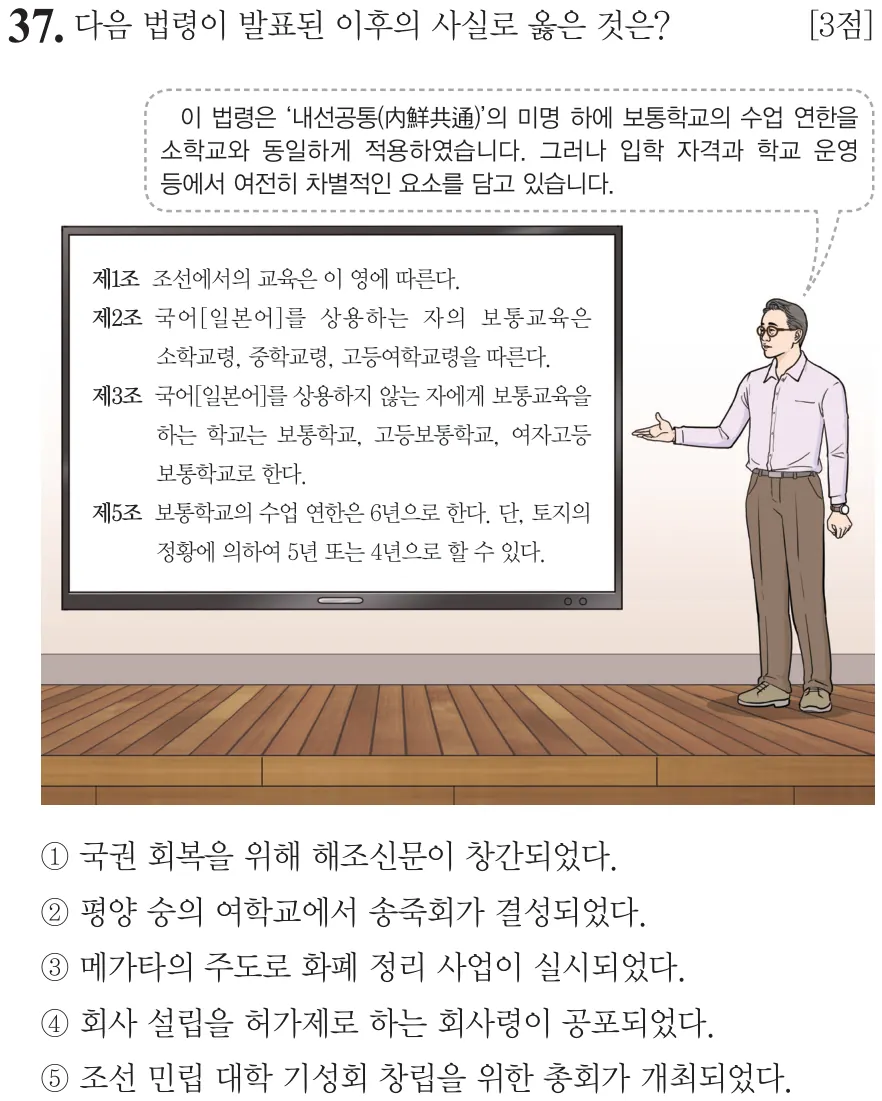 37. 다음 법령이 발표된 이후의 사실로 옳은 것은? [3점]
이 법령은 ‘내선공통(內鮮共通)’의 미명 하에 보통학교의 수업 연한을
소학교와 동일하게 적용하였습니다. 그러나 입학 자격과 학교 운영
등에서 여전히 차별적인 요소를 담고 있습니다.
제1조 조선에서의 교육은 이 영에 따른다.
제2조 국어[일본어]를 상용하는 자의 보통교육은
소학교령, 중학교령, 고등여학교령을 따른다.
제3조 국어[일본어]를 상용하지 않는 자에게 보통교육을
하는 학교는 보통학교, 고등보통학교, 여자고등
보통학교로 한다.
제5조 보통학교의 수업 연한은 6년으로 한다. 단, 토지의
정황에 의하여 5년 또는 4년으로 할 수 있다.
① 국권 회복을 위해 해조신문이 창간되었다.
② 평양 숭의 여학교에서 송죽회가 결성되었다.
③ 메가타의 주도로 화폐 정리 사업이 실시되었다.
④ 회사 설립을 허가제로 하는 회사령이 공포되었다.
⑤ 조선 민립 대학 기성회 창립을 위한 총회가 개최되었다.